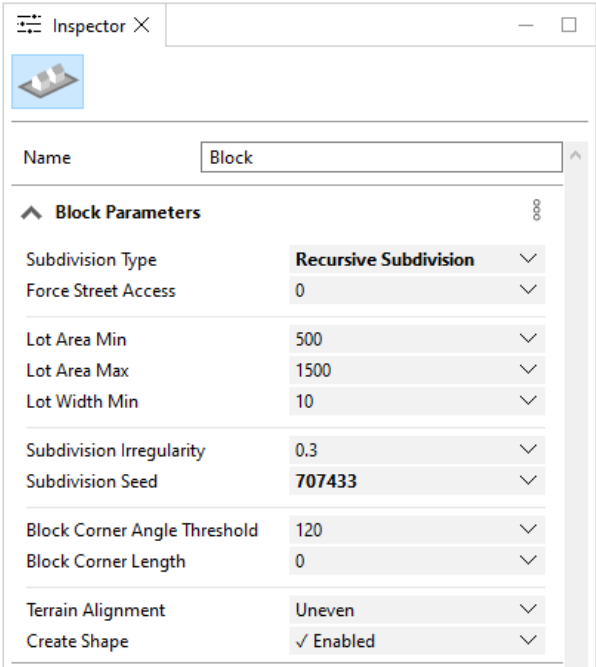 Inspector
Name Block
Block Parameters
Subdivision Type Recursive Subdivision
Force Street Access 0
Lot Area Min 500
Lot Area Max 1500
Lot Width Min 10
Subdivision Irregularity 0.3
Subdivision Seed 707433
Block Corner Angle Threshold 120
Block Corner Length 0
Terrain Alignment Uneven
Create Shape ✓ Enabled